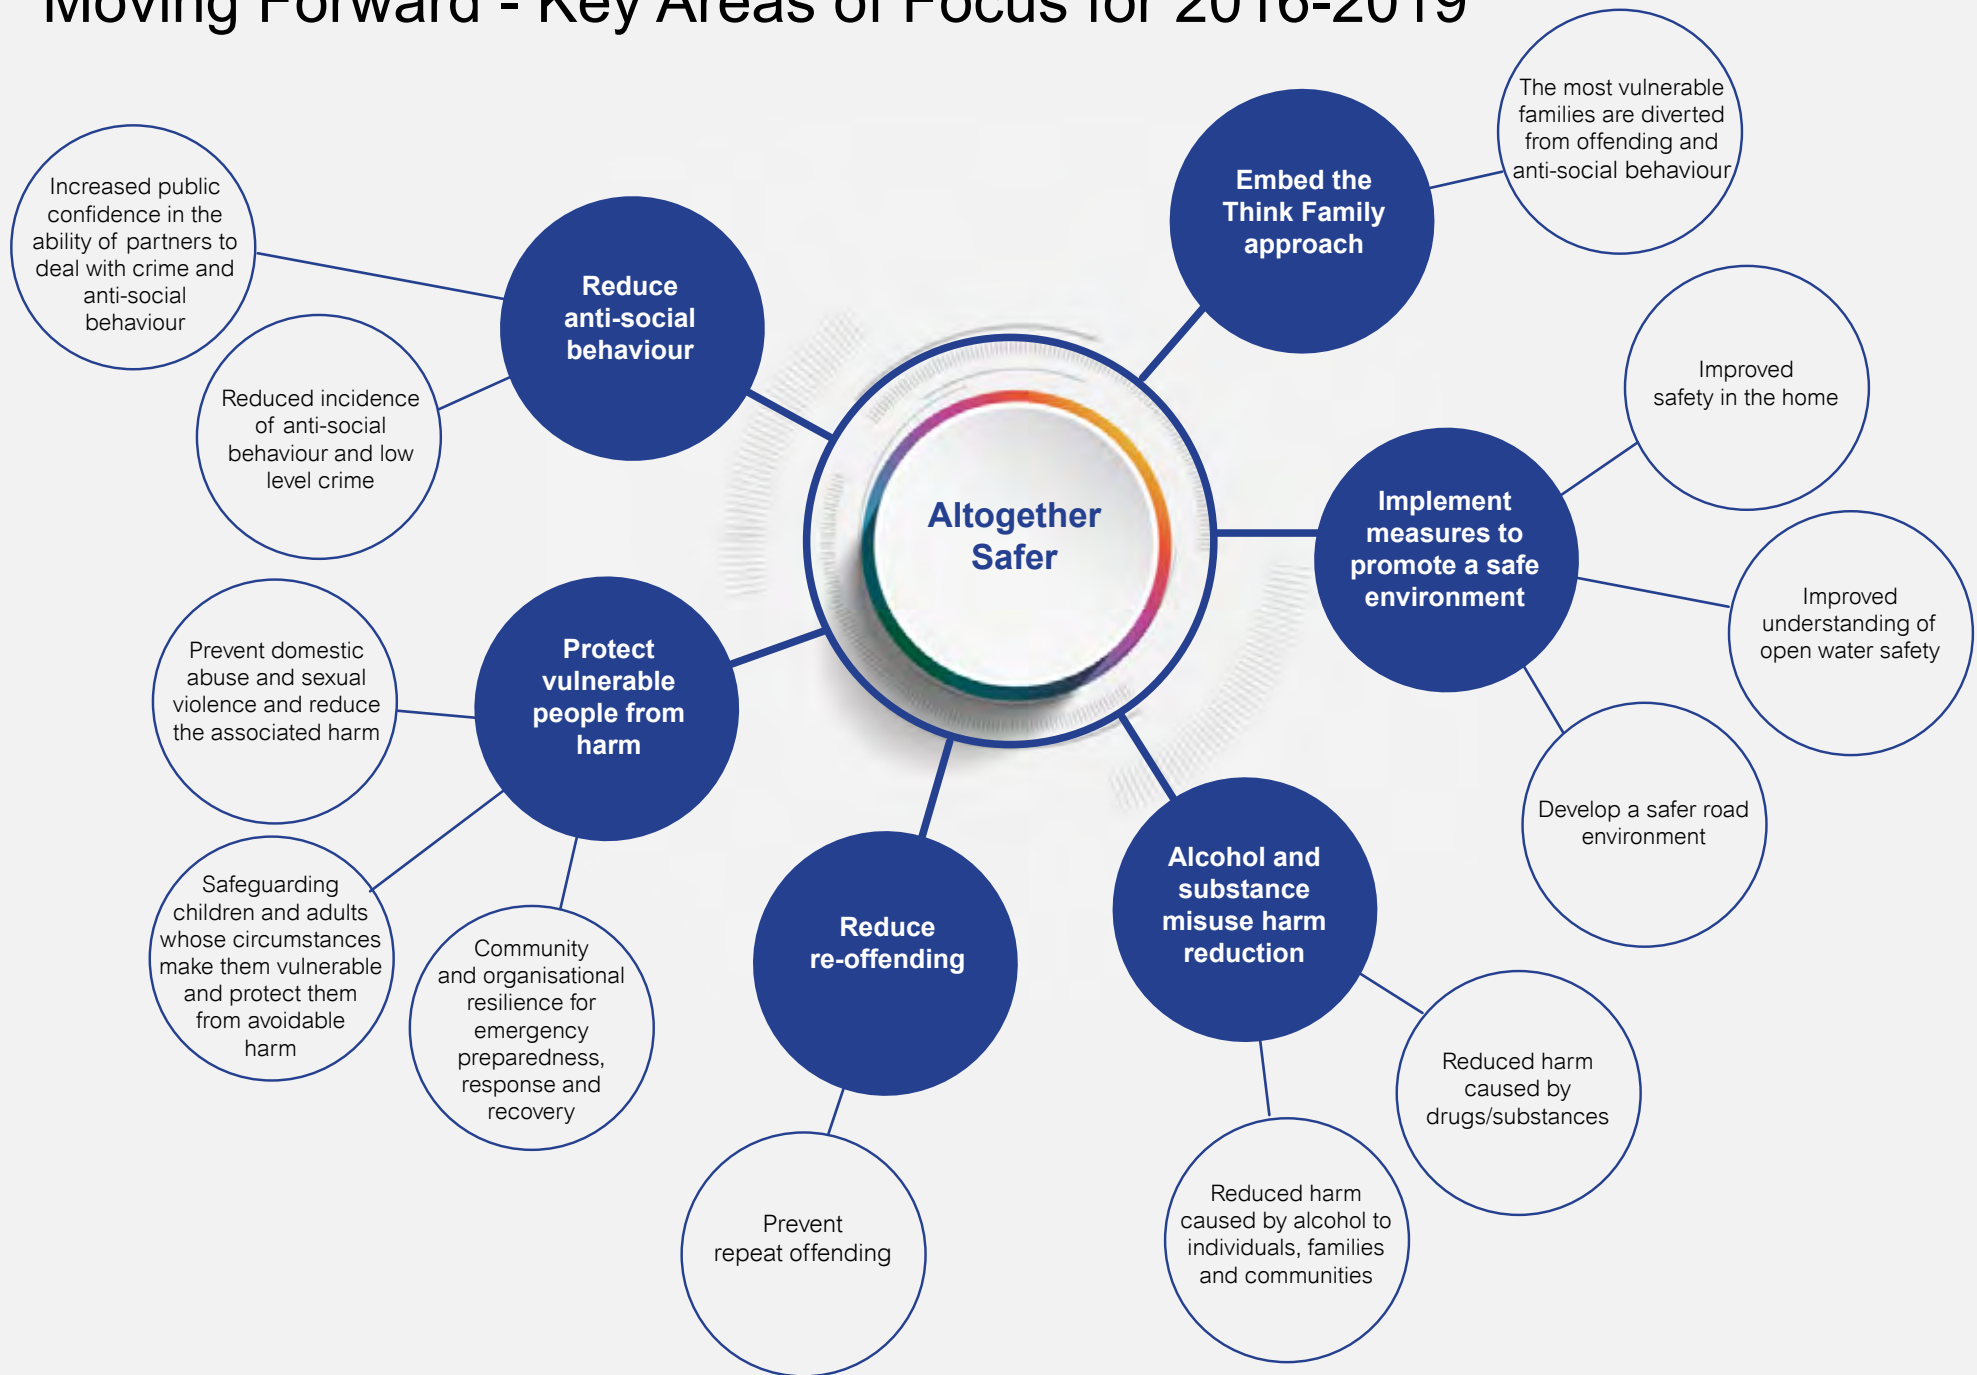 Moving Forward - Key Areas of Focus for 2016-2019
The most vulnerable
families are diverted
from offending and
anti-social behaviour
Embed the
Think Family
approach
Increased public
confidence in the
ability of partners to
deal with crime and
anti-social
behaviour
Reduce
anti-social
behaviour
Reduced incidence
of anti-social
behaviour and low
level crime
Improved
safety in the home
Altogether
Safer
Implement
measures to
promote a safe
environment
Improved
understanding of
open water safety
Develop a safer road
environment
Prevent domestic
abuse and sexual
violence and reduce
the associated harm
Protect
vulnerable
people from
harm
Safeguarding
children and adults
whose circumstances
make them vulnerable
and protect them
from avoidable
harm
Community
and organisational
resilience for
emergency
preparedness,
response and
recovery
Reduce
re-offending
Prevent
repeat offending
Alcohol and
substance
misuse harm
reduction
Reduced harm
caused by
drugs/substances
Reduced harm
caused by alcohol to
individuals, families
and communities